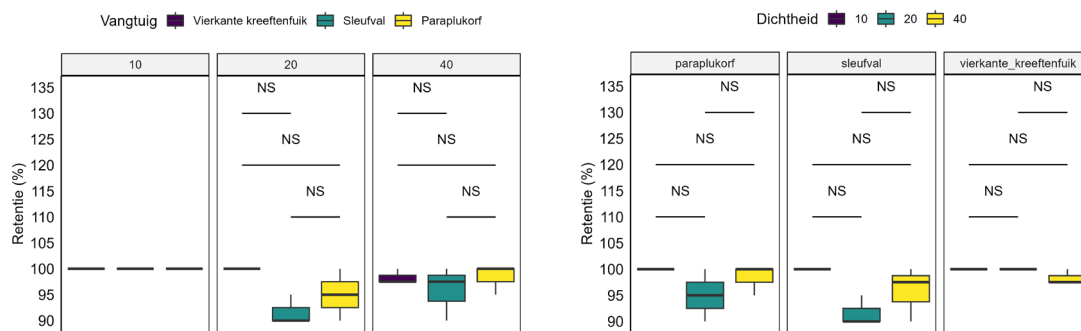 Vangtuig Vierkante kreeftenfuik Sleufval Paraplukorf
10 20 40
Retentie (%)
135
130
125
120
115
110
105
100
95
90
NS NS
NS NS
NS NS
Dichtheid 10 20 40
paraplukorf sleufval vierkante_kreeftenfuik
Retentie (%)
135
130
125
120
115
110
105
100
95
90
NS NS NS
NS NS NS
NS NS NS